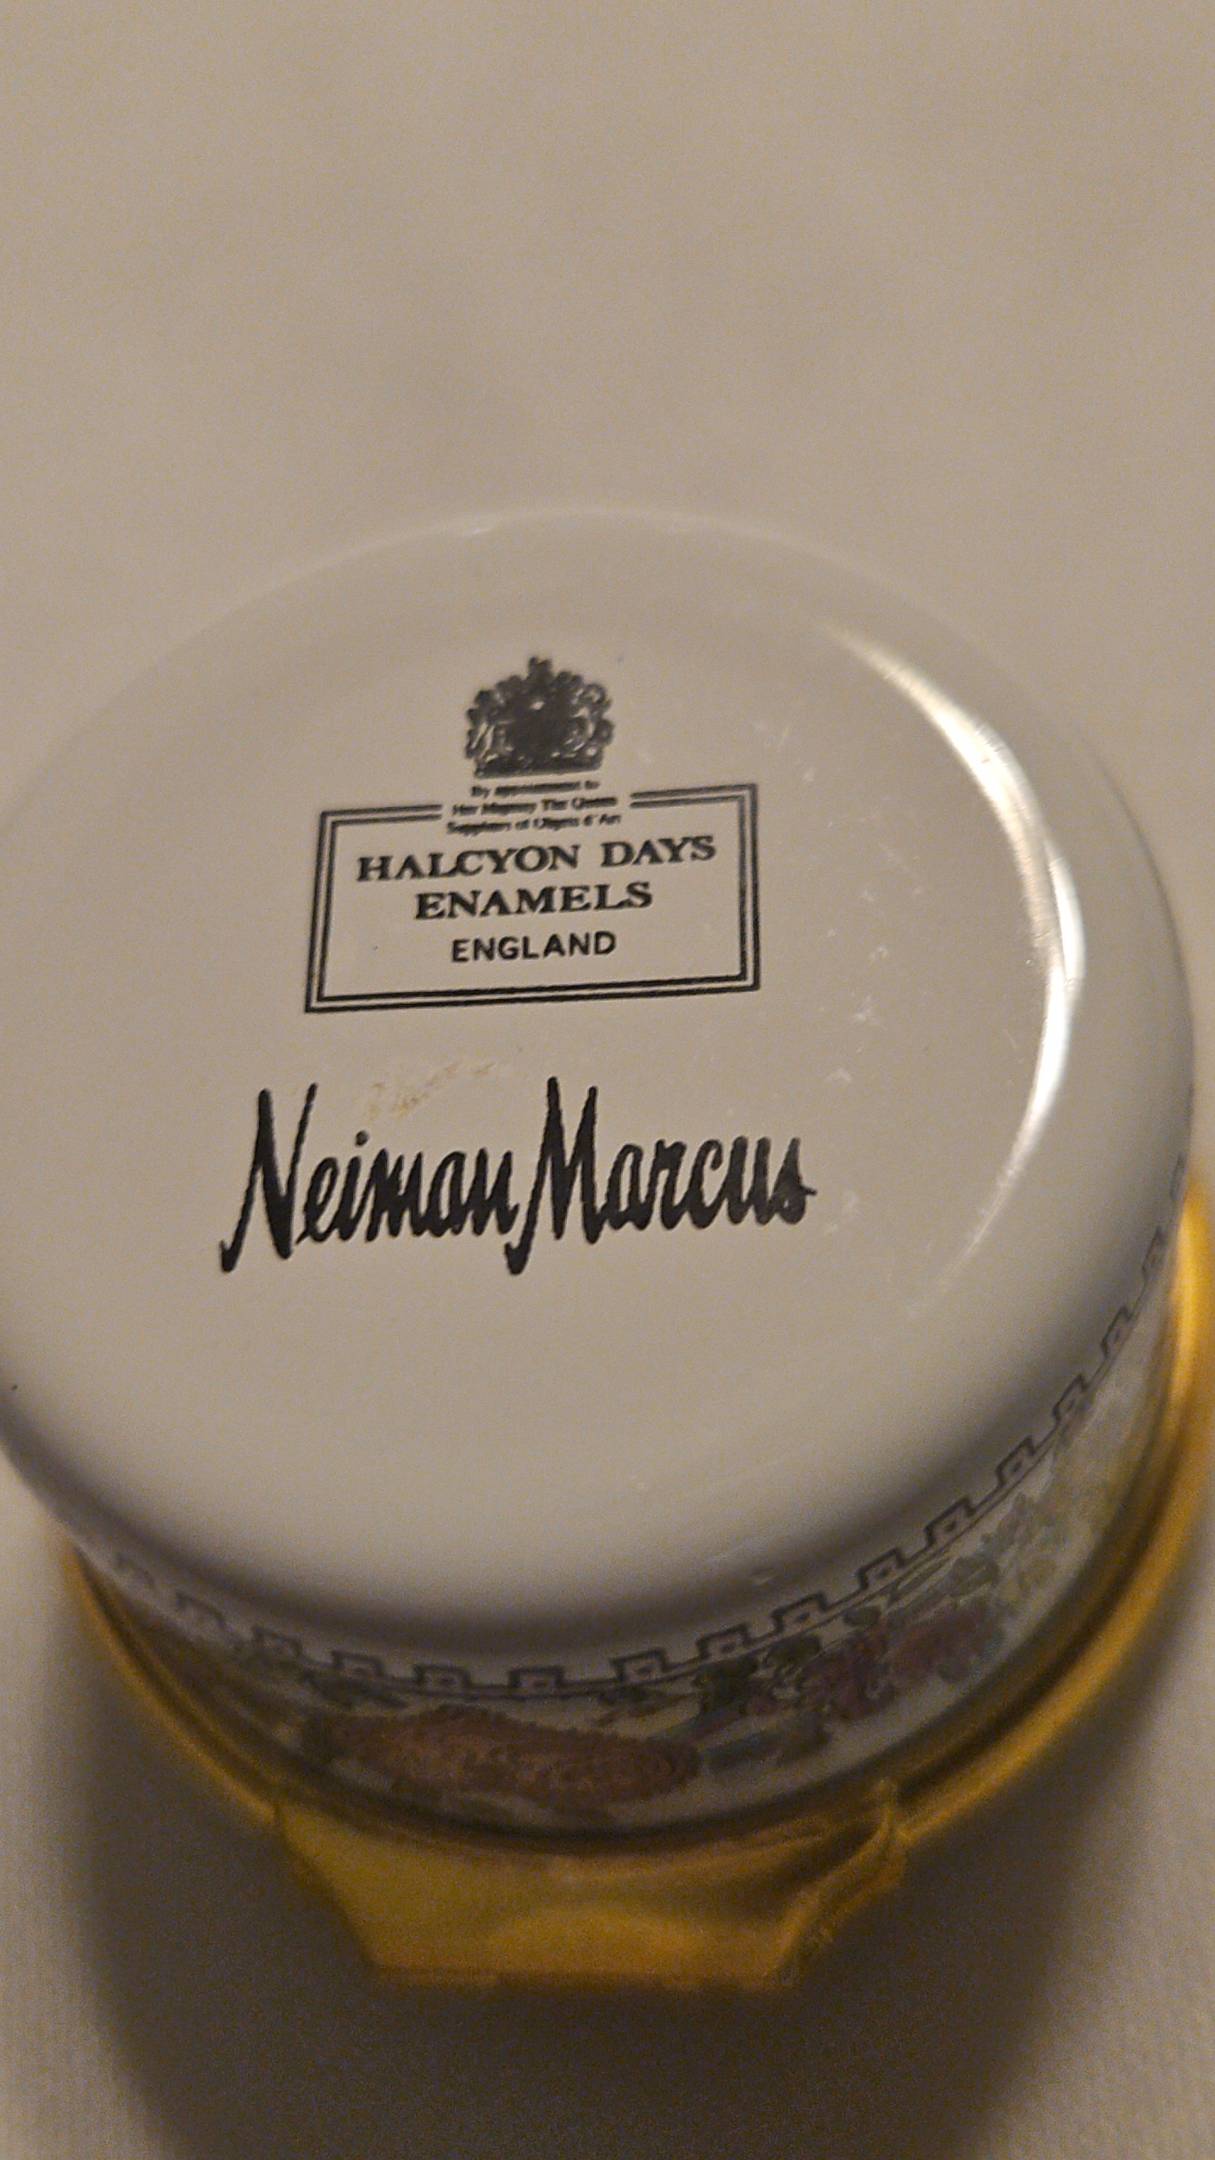 By appointment to
Her Majesty The Queen
Suppliers of Objets d'Art
HALCYON DAYS
ENAMELS
ENGLAND
Neiman Marcus